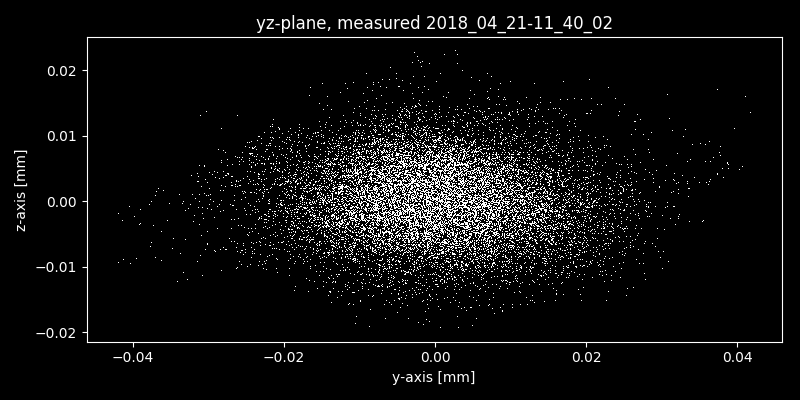 yz-plane, measured 2018_04_21-11_40_02
0.02
0.01
0.00
−0.01
−0.02
z-axis [mm]
−0.04 −0.02 0.00 0.02 0.04
y-axis [mm]